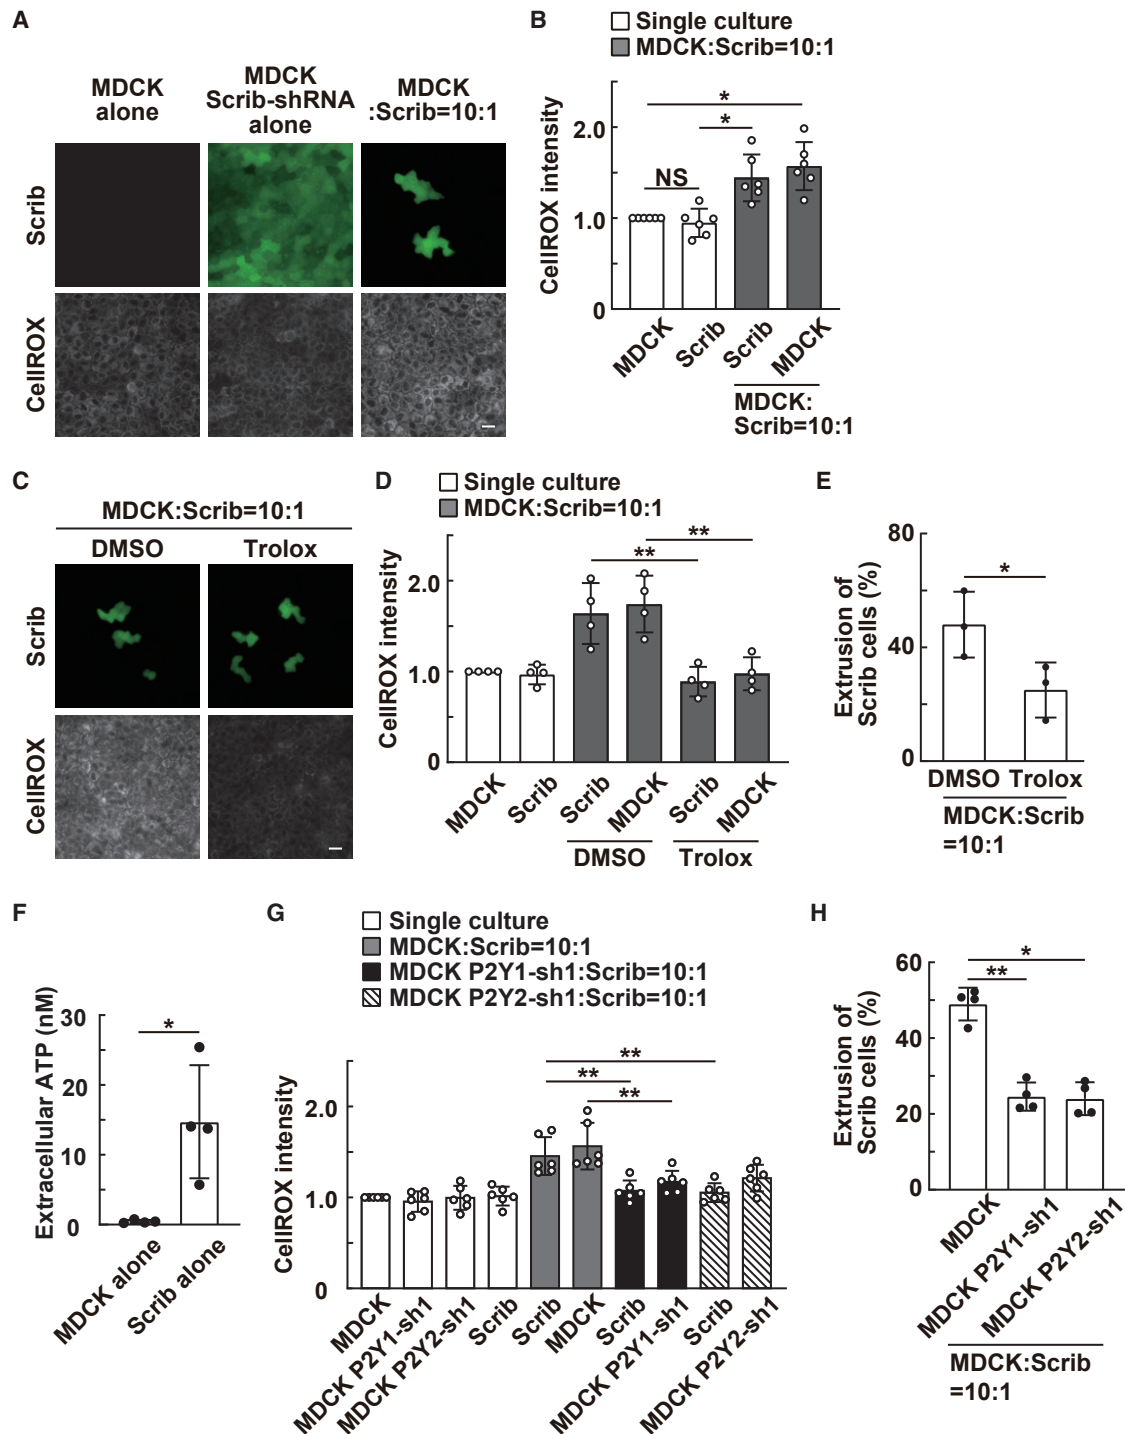 A
MDCK
alone
MDCK
Scrib-shRNA
alone
MDCK
:Scrib=10:1
Scrib
CellROX
B
Single culture
MDCK:Scrib=10:1
CellROX intensity
2.0
1.0
0
NS
*
*
MDCK
Scrib
Scrib
MDCK
MDCK:
Scrib=10:1
C
MDCK:Scrib=10:1
DMSO
Trolox
Scrib
CellROX
D
Single culture
MDCK:Scrib=10:1
CellROX intensity
2.0
1.0
0
**
**
MDCK
Scrib
Scrib
MDCK
Scrib
MDCK
DMSO
Trolox
E
Extrusion of
Scrib cells (%)
80
40
0
*
DMSO
Trolox
MDCK:Scrib
=10:1
F
Extracellular ATP (nM)
30
20
10
0
*
MDCK alone
Scrib alone
G
Single culture
MDCK:Scrib=10:1
MDCK P2Y1-sh1:Scrib=10:1
MDCK P2Y2-sh1:Scrib=10:1
CellROX intensity
2.0
1.0
0
**
**
**
MDCK
MDCK P2Y1-sh1
MDCK P2Y2-sh1
Scrib
Scrib
MDCK
Scrib
MDCK P2Y1-sh1
Scrib
MDCK P2Y2-sh1
H
Extrusion of
Scrib cells (%)
60
40
20
0
*
**
MDCK
MDCK P2Y1-sh1
MDCK P2Y2-sh1
MDCK:Scrib
=10:1